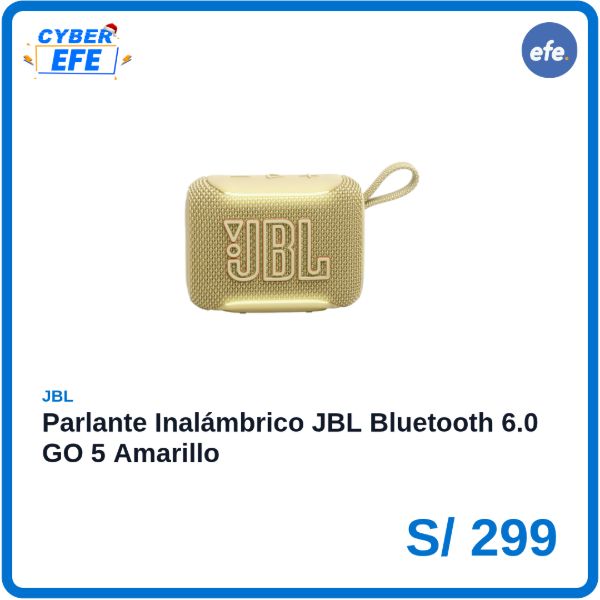 CYBER
EFE
efe.
JBL
JBL
Parlante Inalámbrico JBL Bluetooth 6.0
GO 5 Amarillo
S/ 299